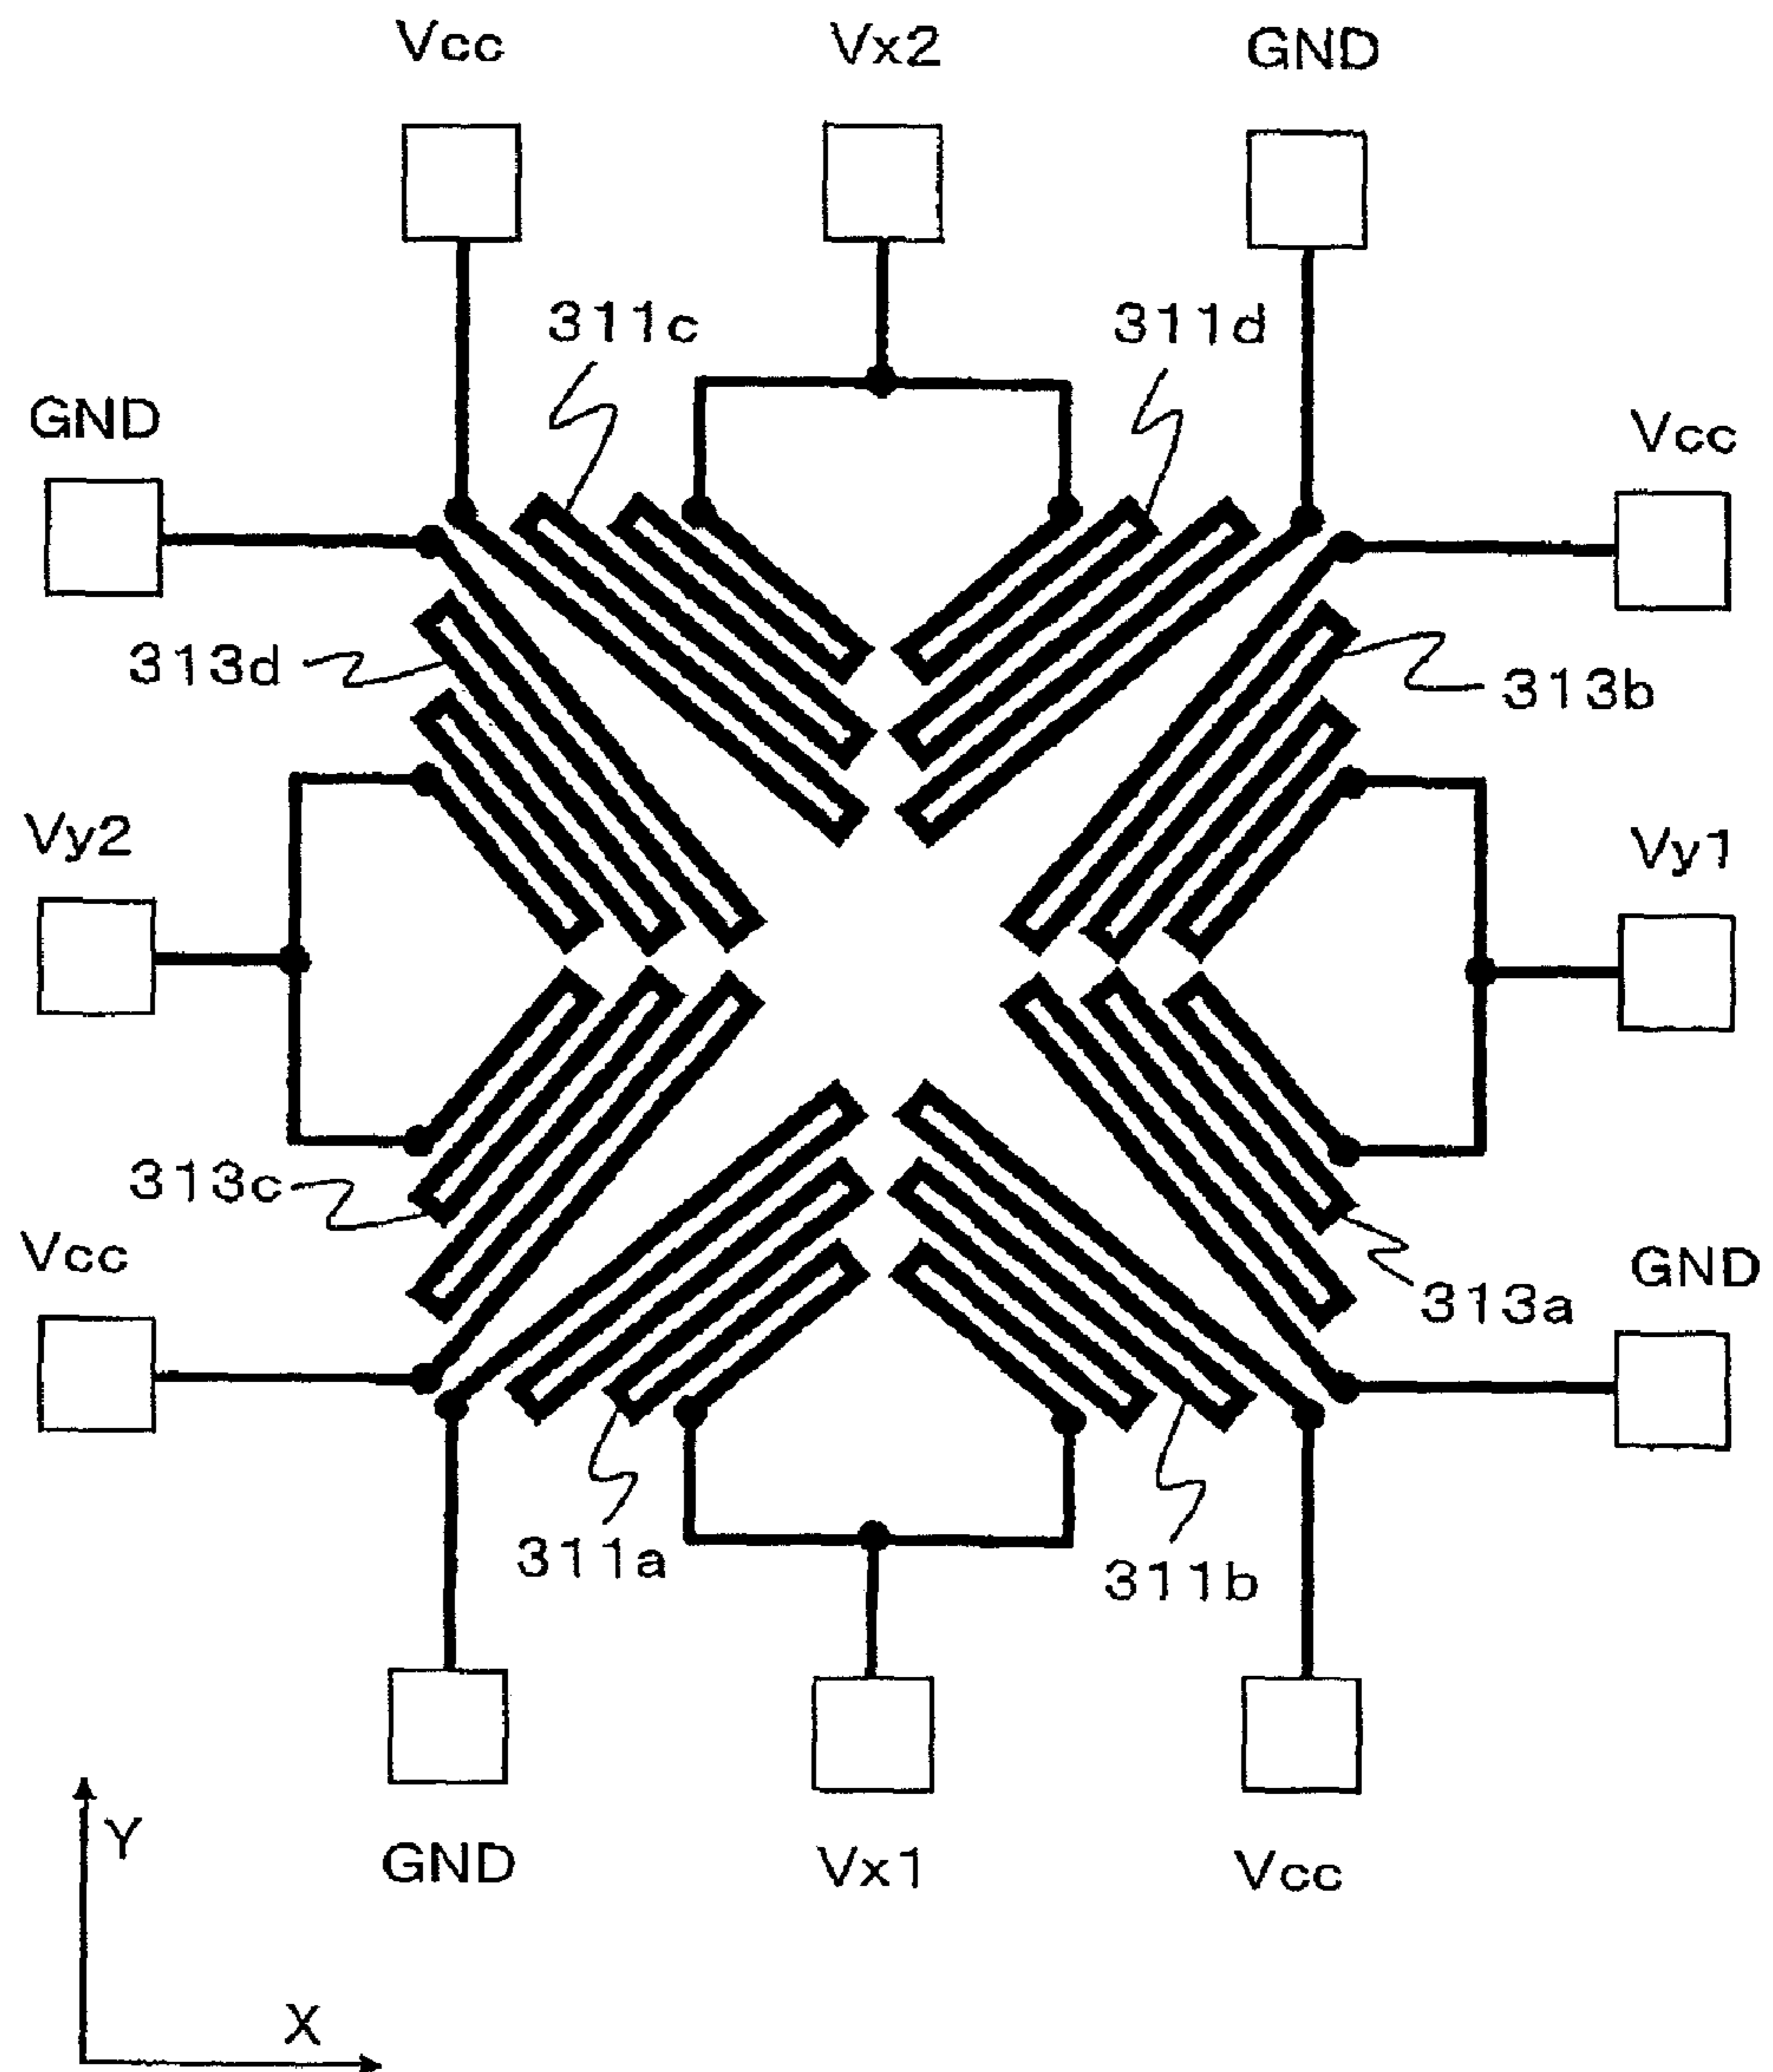 Vcc Vx2 GND
311c 311d
GND Vcc
313d 313b
Vy2 Vy1
313c
Vcc GND
313a
311a 311b
Y GND Vx1 Vcc
X